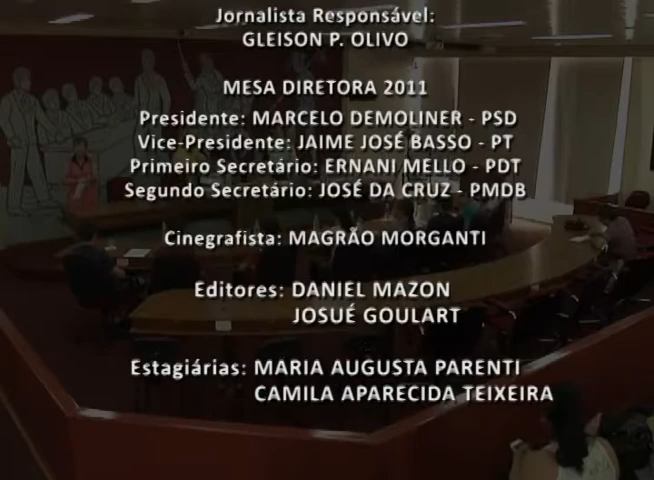 Jornalista Responsável:
GLEISON P. OLIVO
MESA DIRETORA 2011
Presidente: MARCELO DEMOLINER - PSD
Vice-Presidente: JAIME JOSÉ BASSO - PT
Primeiro Secretário: ERNANI MELLO - PDT
Segundo Secretário: JOSÉ DA CRUZ - PMDB
Cinegrafista: MAGRÃO MORGANTI
Editores: DANIEL MAZON
JOSUÉ GOULART
Estagiárias: MARIA AUGUSTA PARENTI
CAMILA APARECIDA TEIXEIRA